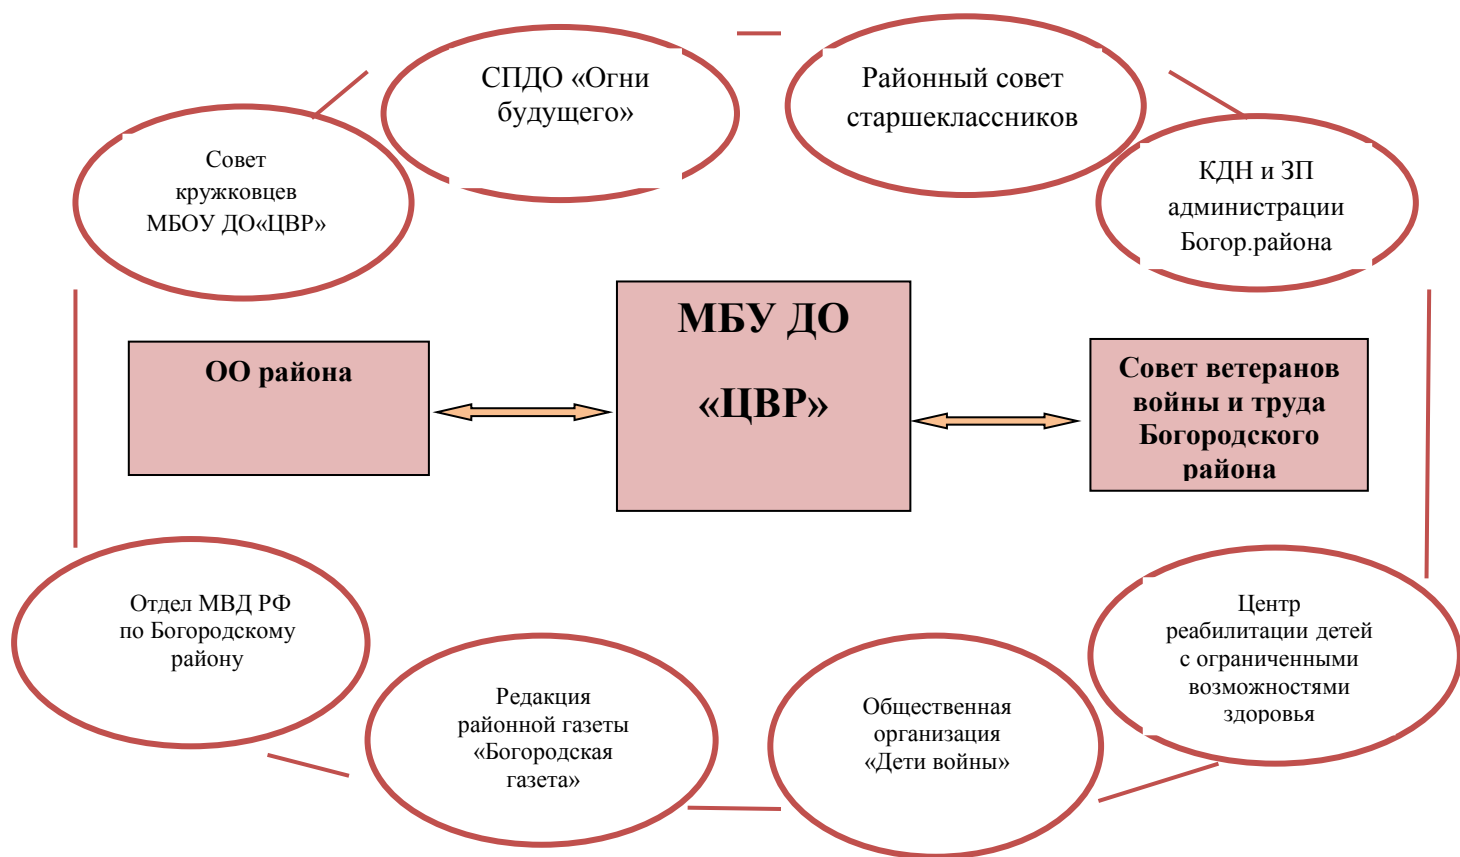 СПДО «Огни
будущего»
Районный совет
старшеклассников
Совет
кружковцев
МБОУ ДО«ЦВР»
КДН и ЗП
администрации
Богор.района
МБУ ДО
«ЦВР»
ОО района
Совет ветеранов
войны и труда
Богородского
района
Отдел МВД РФ
по Богородскому
району
Редакция
районной газеты
«Богородская
газета»
Общественная
организация
«Дети войны»
Центр
реабилитации детей
с ограниченными
возможностями
здоровья